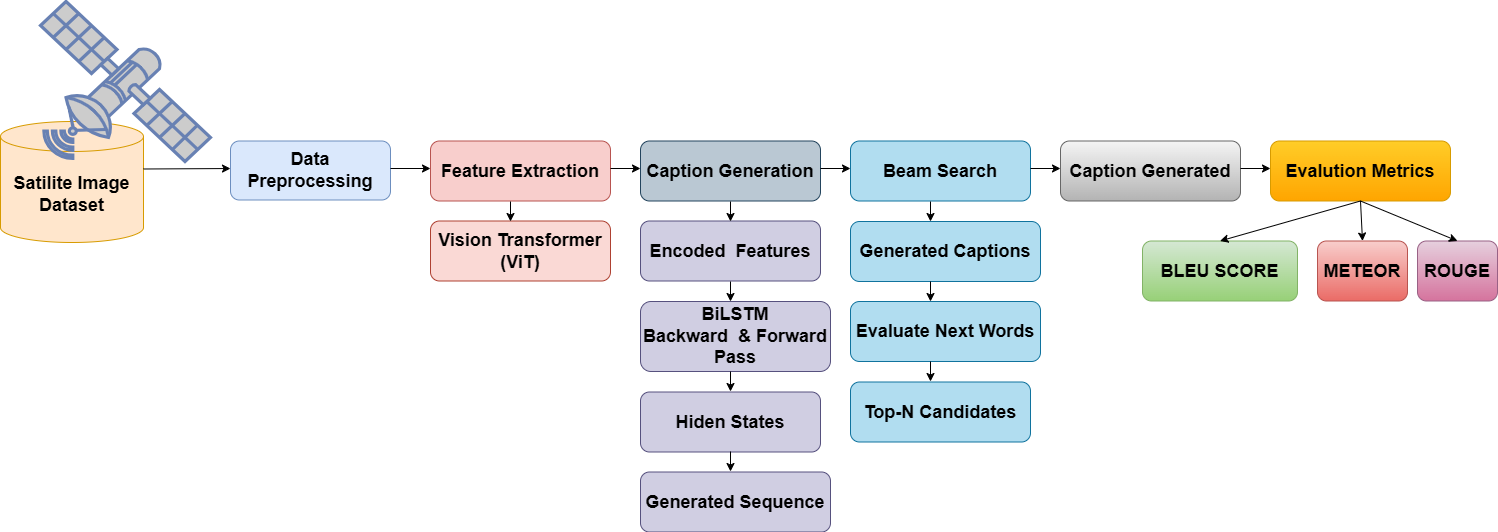 Satilite Image
Dataset
Data
Preprocessing
Feature Extraction
Vision Transformer
(ViT)
Caption Generation
Encoded Features
BiLSTM
Backward & Forward
Pass
Hiden States
Generated Sequence
Beam Search
Generated Captions
Evaluate Next Words
Top-N Candidates
Caption Generated
Evalution Metrics
BLEU SCORE
METEOR
ROUGE